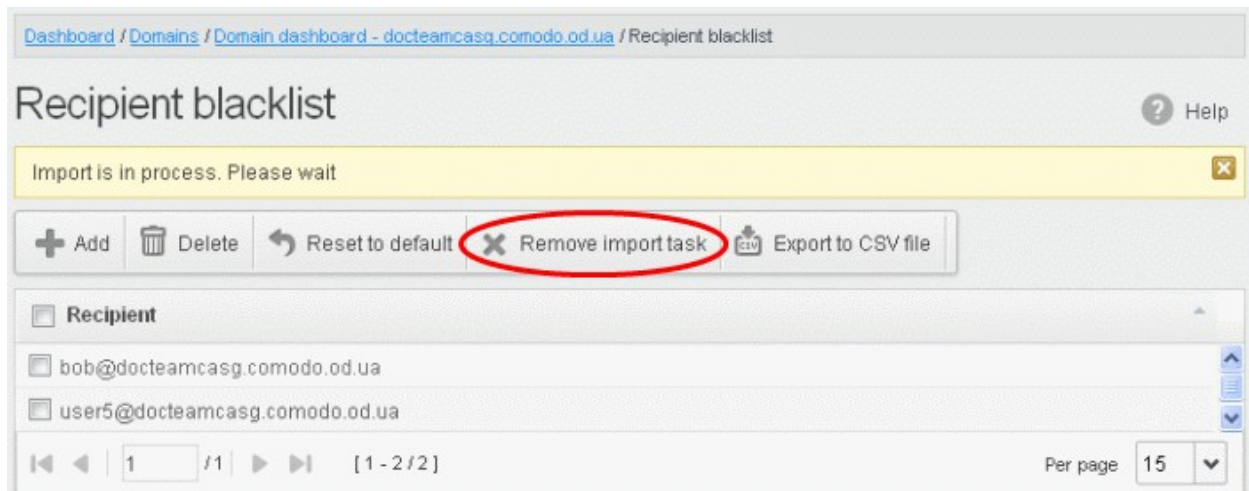 Dashboard / Domains / Domain dashboard - docteamcasg.comodo.od.ua / Recipient blacklist
Recipient blacklist
? Help
Import is in process. Please wait
Add Delete Reset to default Remove import task CSV Export to CSV file
Recipient
bob@docteamcasg.comodo.od.ua
user5@docteamcasg.comodo.od.ua
1 / 1 [ 1 - 2 / 2 ] Per page 15